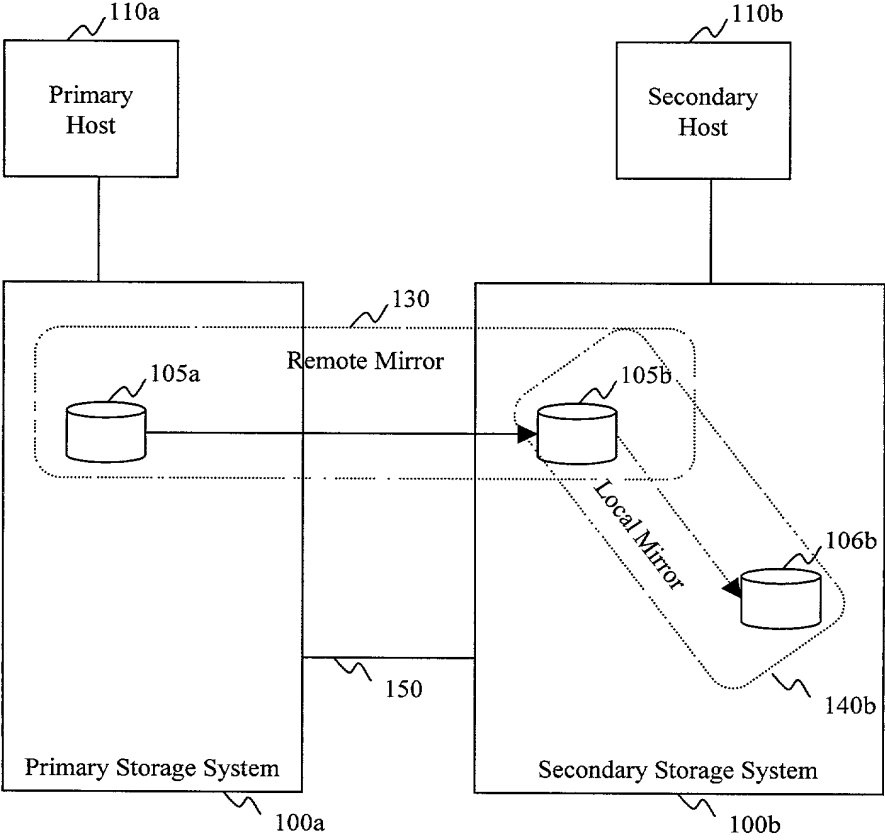 110a
110b
Primary
Host
Secondary
Host
130
Remote Mirror
105a
105b
Local Mirror
106b
150
140b
Primary Storage System
Secondary Storage System
100a
100b